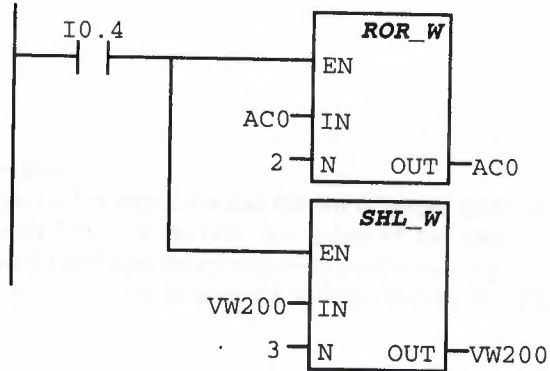 I0.4
ROR_W
EN
AC0 IN
2 N OUT AC0
SHL_W
EN
VW200 IN
3 N OUT VW200